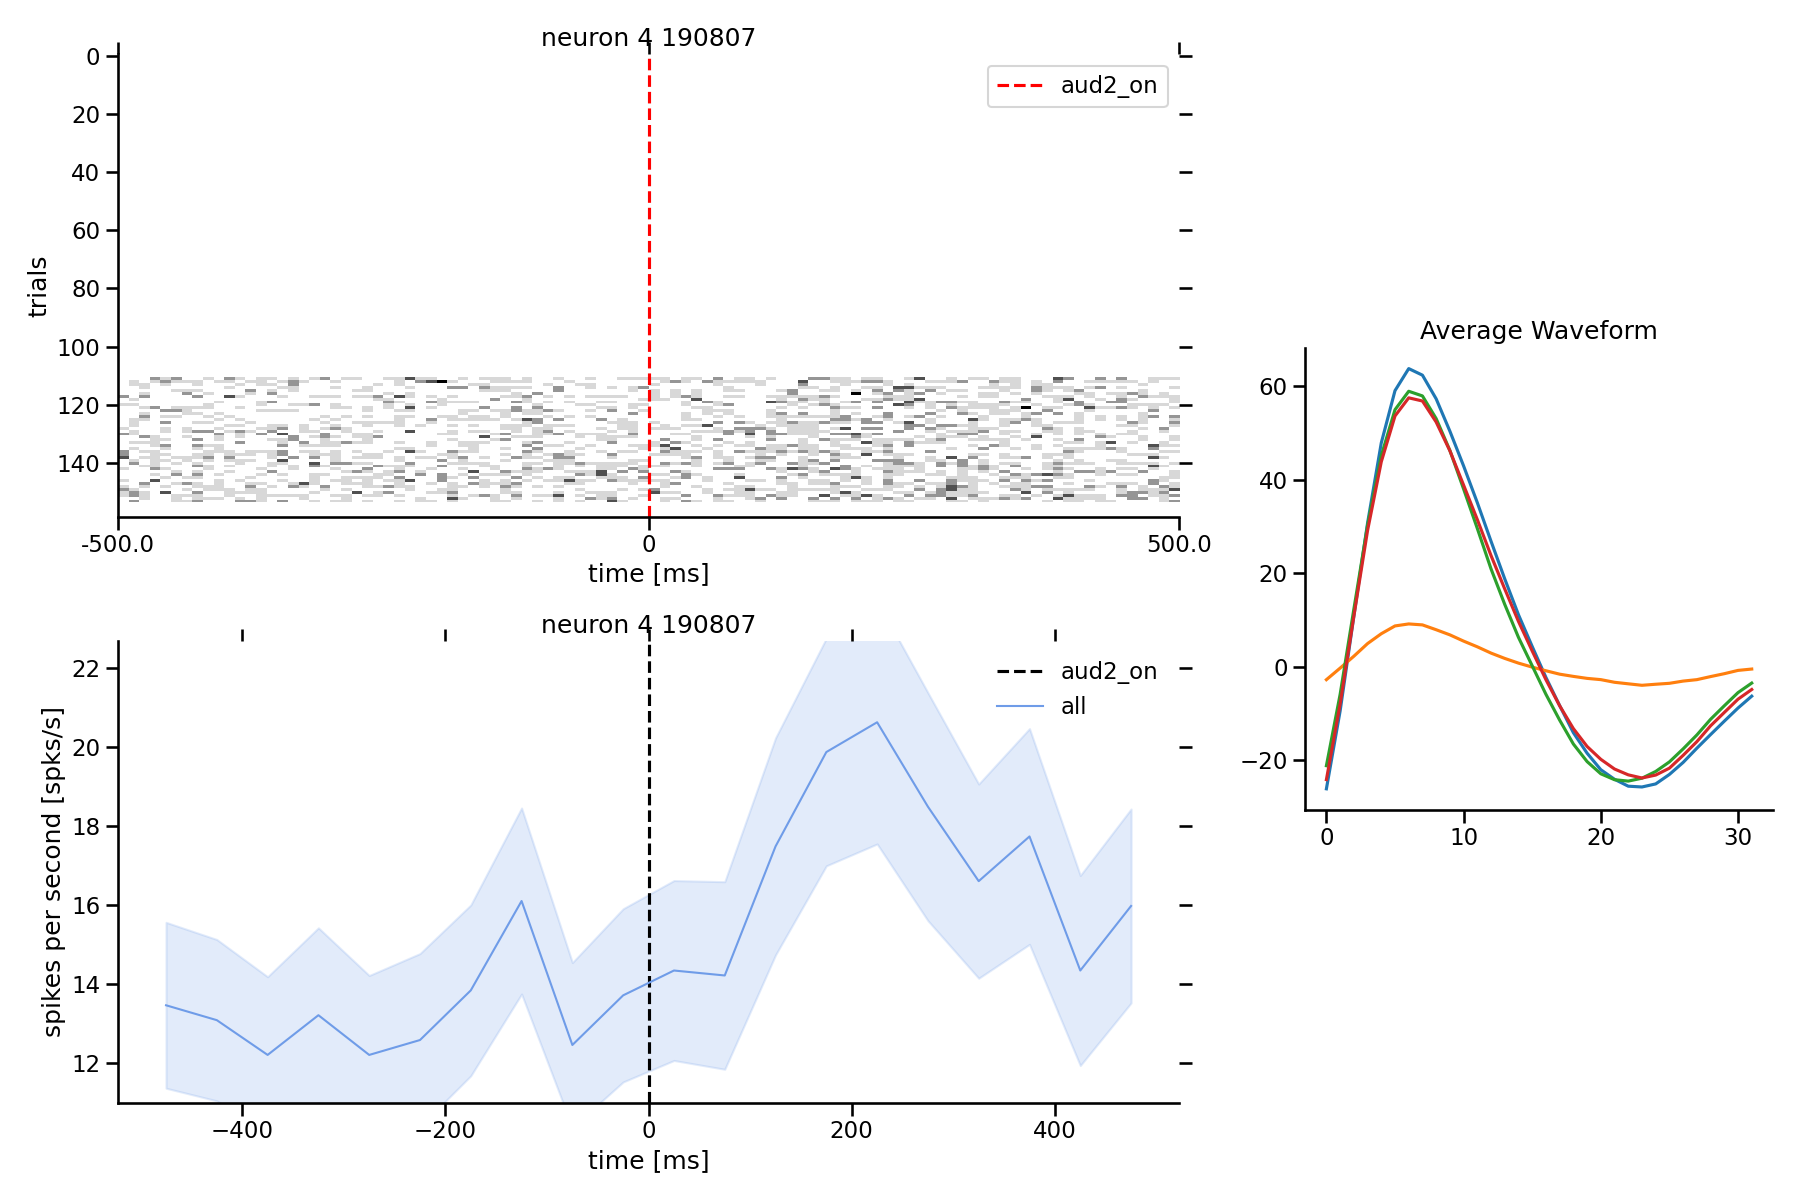 neuron 4 190807
0
20
40
60
80
100
120
140
trials
aud2_on
-500.0 0 500.0
time [ms]
neuron 4 190807
22
20
18
16
14
12
spikes per second [spks/s]
aud2_on
all
−400 −200 0 200 400
time [ms]
Average Waveform
60
40
20
0
−20
0 10 20 30